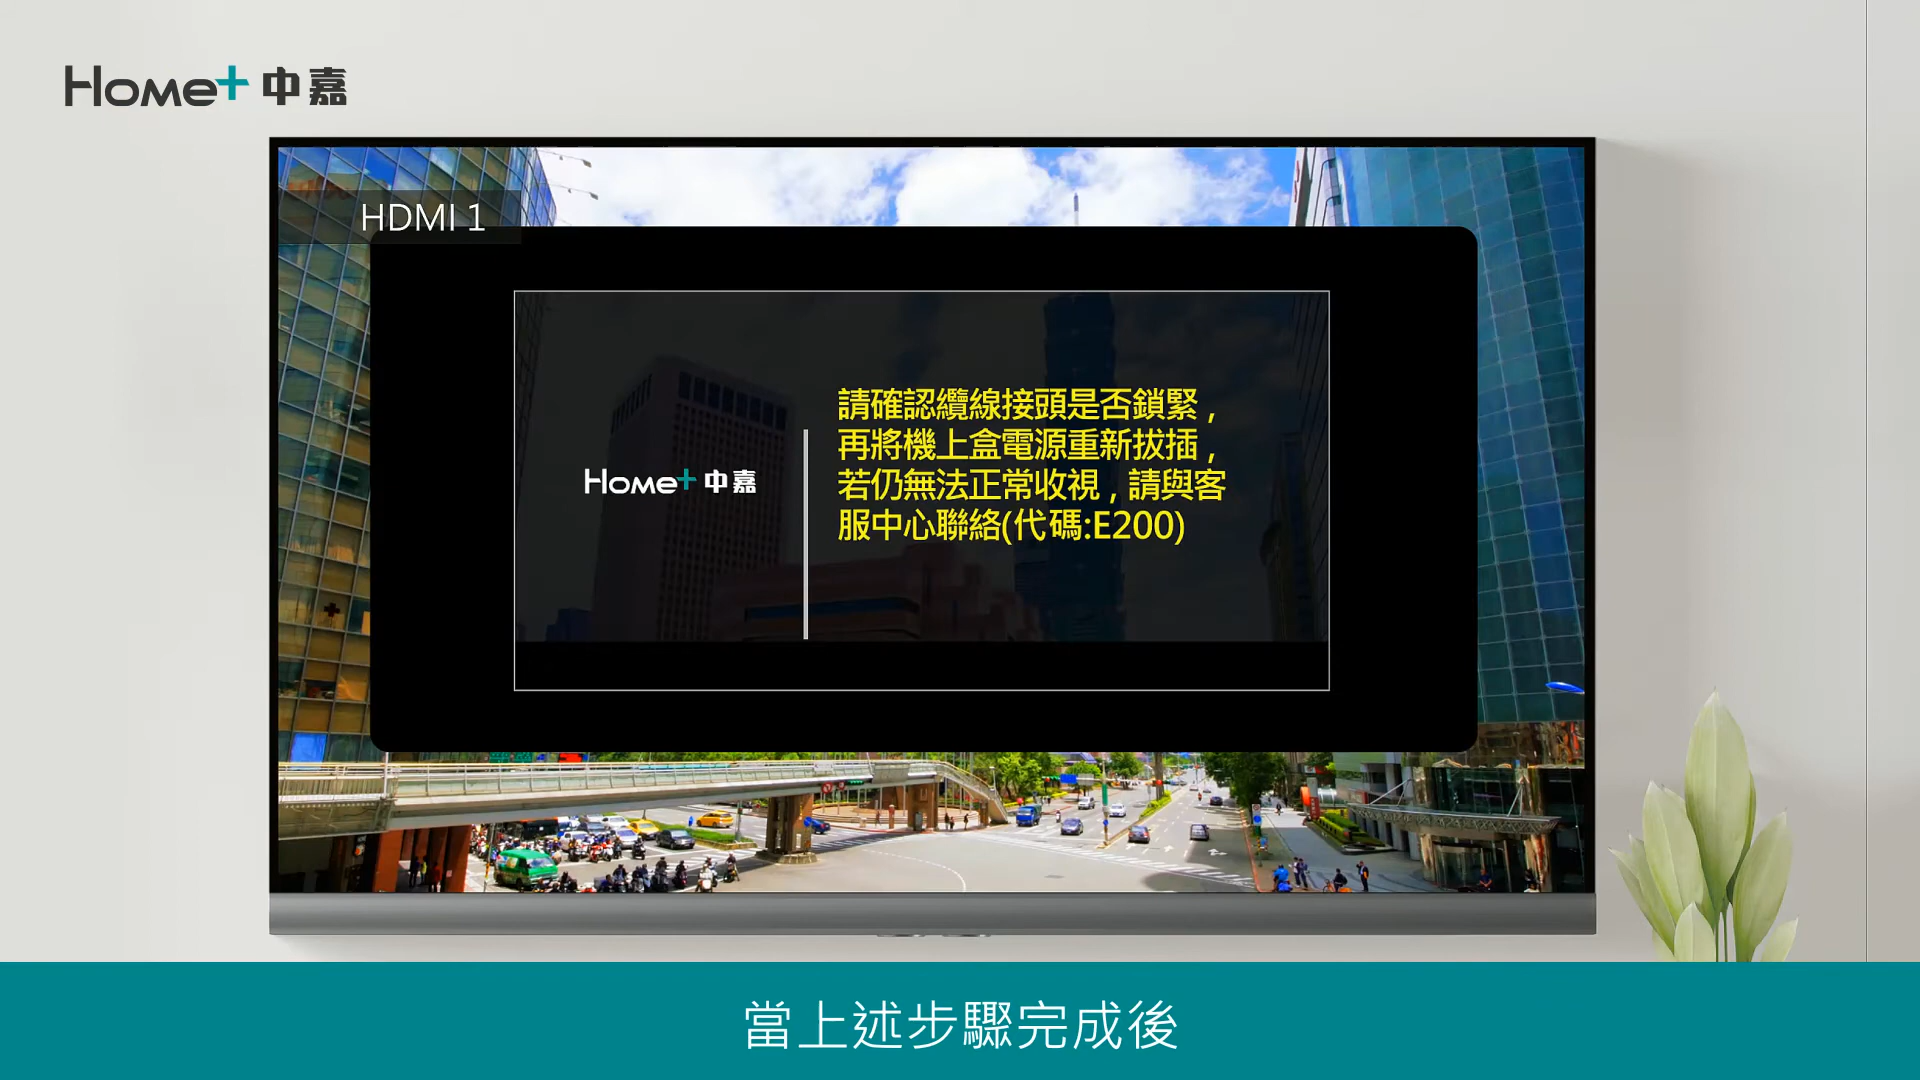 Home+ 中嘉
HDMI 1
Home+ 中嘉
請確認纜線接頭是否鎖緊，
再將機上盒電源重新拔插，
若仍無法正常收視，請與客
服中心聯絡(代碼:E200)
當上述步驟完成後